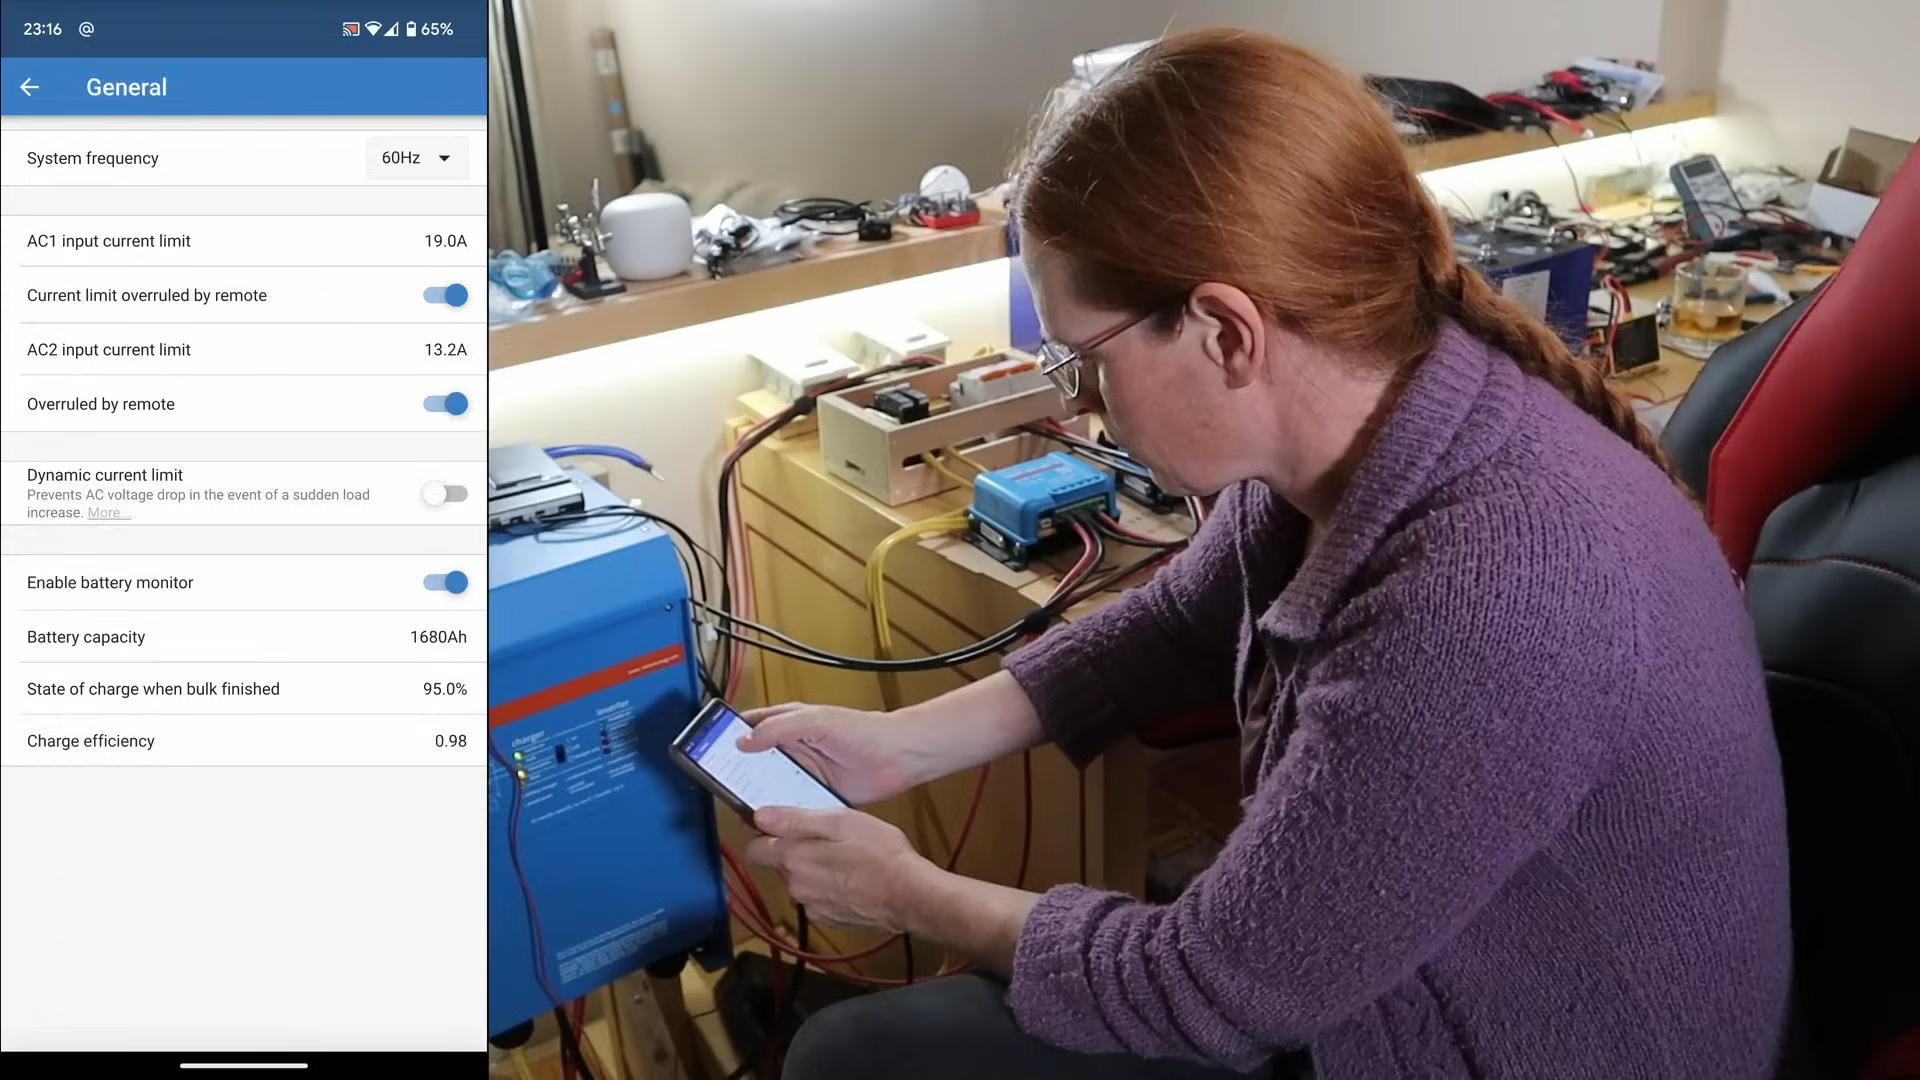 23:16 @ 65%
General
System frequency 60Hz
AC1 input current limit 19.0A
Current limit overruled by remote
AC2 input current limit 13.2A
Overruled by remote
Dynamic current limit
Prevents AC voltage drop in the event of a sudden load
increase. More...
Enable battery monitor
Battery capacity 1680Ah
State of charge when bulk finished 95.0%
Charge efficiency 0.98
inverter
charger